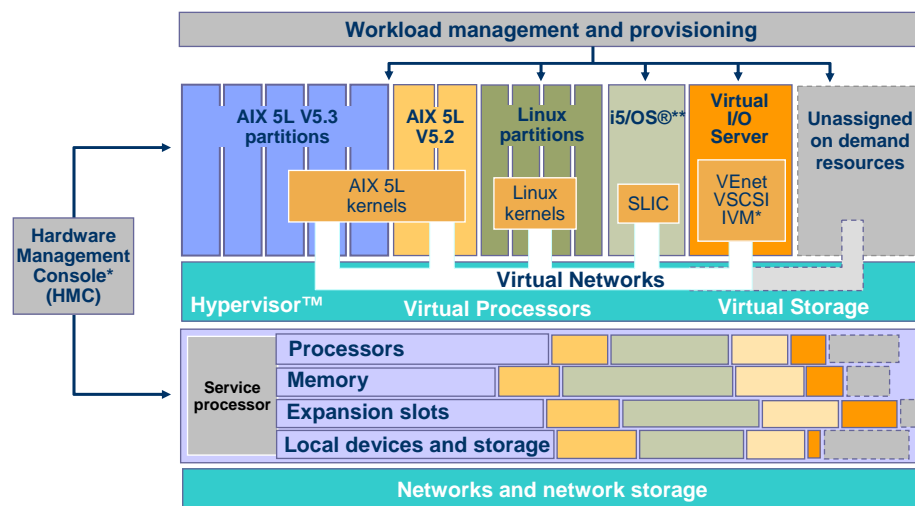 Workload management and provisioning
AIX 5L V5.3
partitions
AIX 5L
V5.2
Linux
partitions
i5/OS®**
Virtual
I/O
Server
Unassigned
on demand
resources
AIX 5L
kernels
Linux
kernels
SLIC
VEnet
VSCSI
IVM*
Hardware
Management
Console*
(HMC)
Virtual Networks
Hypervisor™
Virtual Processors
Virtual Storage
Service
processor
Processors
Memory
Expansion slots
Local devices and storage
Networks and network storage